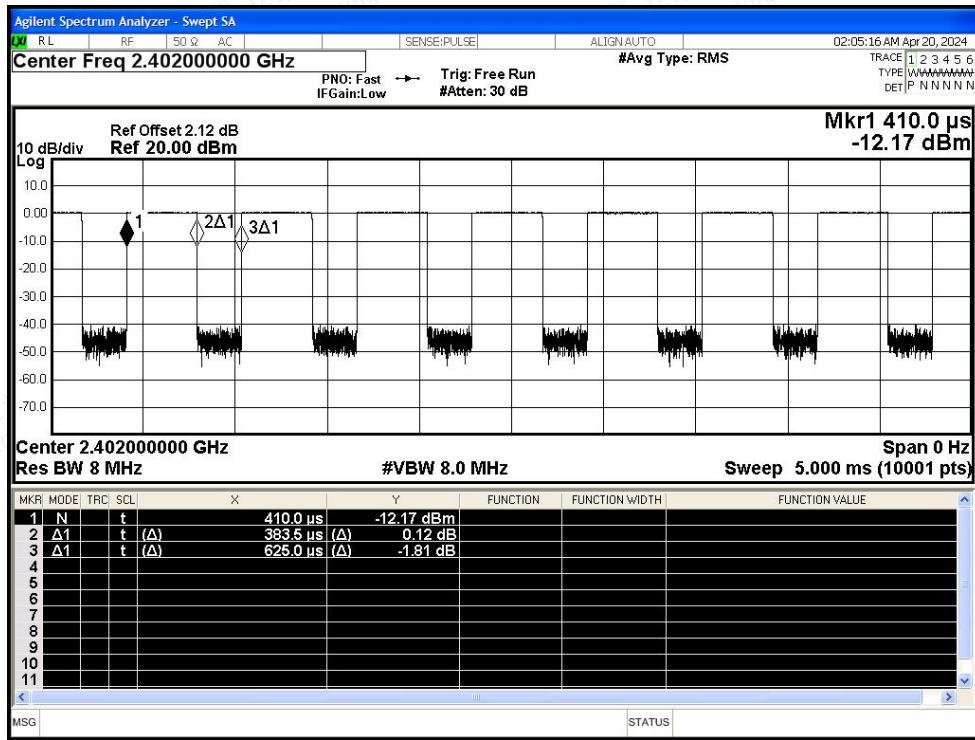 Agilent Spectrum Analyzer - Swept SA
LXI RL RF 50 Ω AC SENSE:PULSE ALIGN AUTO 02:05:16 AM Apr 20, 2024
Center Freq 2.402000000 GHz #Avg Type: RMS TRACE 1 2 3 4 5 6
PNO: Fast Trig: Free Run TYPE
IFGain:Low #Atten: 30 dB DET P N N N N N
Mkr1 410.0 µs
Ref Offset 2.12 dB
10 dB/div Ref 20.00 dBm -12.17 dBm
Log
10.0
0.00
1 2Δ1 3Δ1
-10.0
-20.0
-30.0
-40.0
-50.0
-60.0
-70.0
Center 2.402000000 GHz Span 0 Hz
Res BW 8 MHz #VBW 8.0 MHz Sweep 5.000 ms (10001 pts)
MKR MODE TRC SCL X Y FUNCTION FUNCTION WIDTH FUNCTION VALUE
1 N t 410.0 µs -12.17 dBm
2 Δ1 t (Δ) 383.5 µs (Δ) 0.12 dB
3 Δ1 t (Δ) 625.0 µs (Δ) -1.81 dB
4
5
6
7
8
9
10
11
MSG STATUS